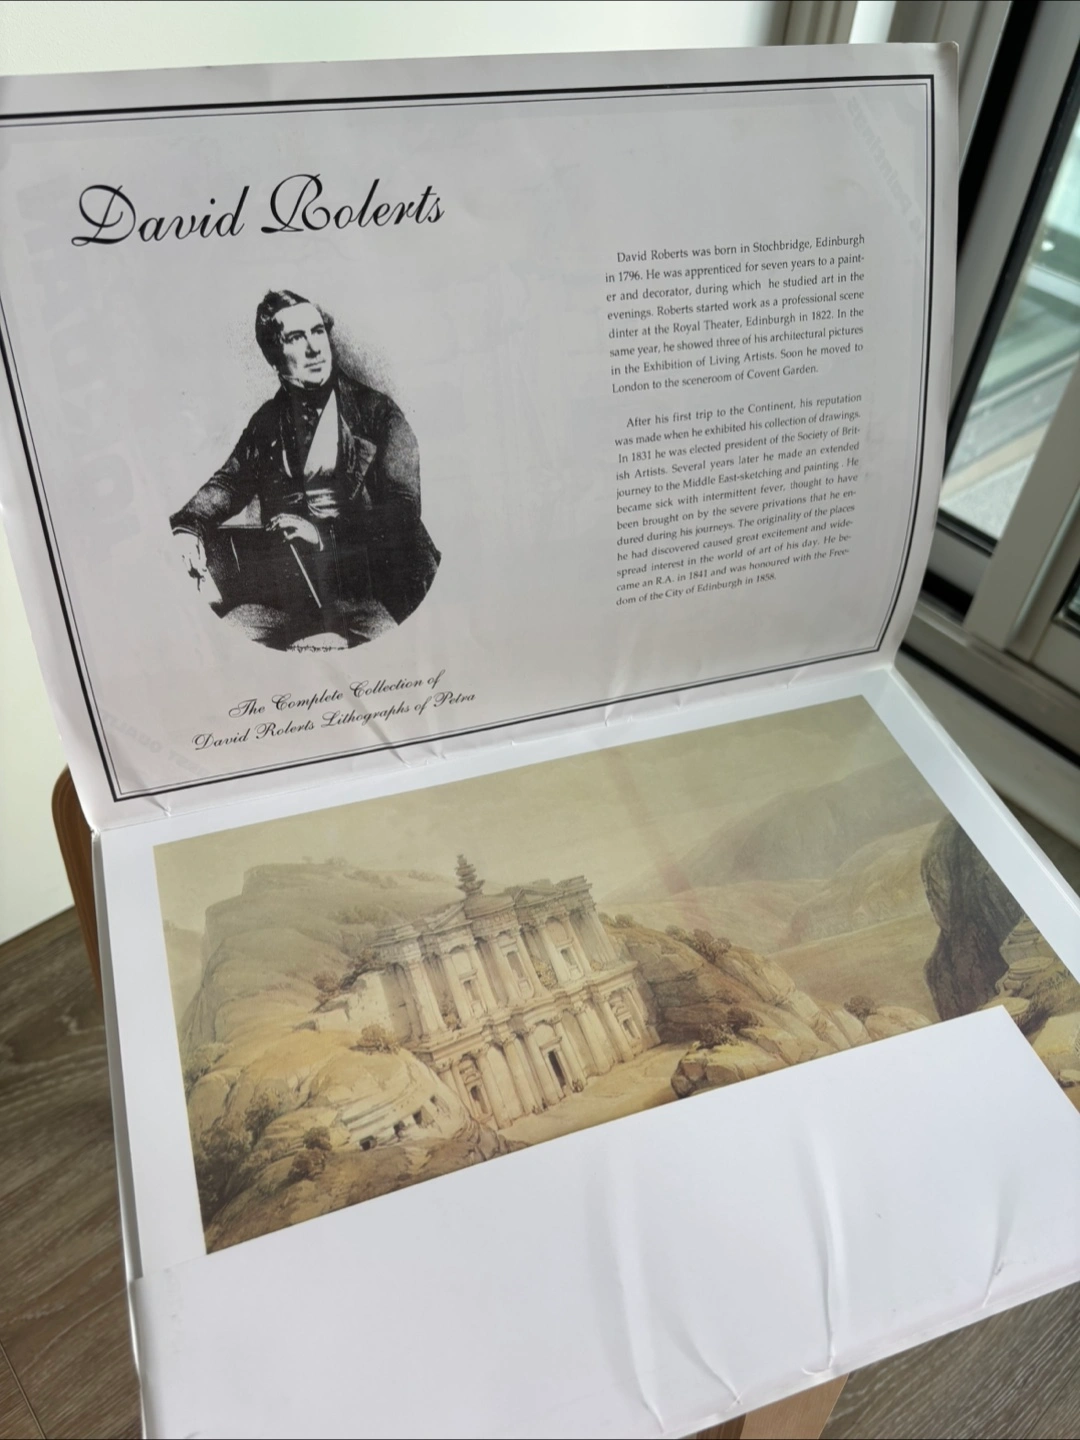 David Roberts
David Roberts was born in Stochbridge, Edinburgh
in 1796. He was apprenticed for seven years to a paint-
er and decorator, during which he studied art in the
evenings. Roberts started work as a professional scene
dinter at the Royal Theater, Edinburgh in 1822. In the
same year, he showed three of his architectural pictures
in the Exhibition of Living Artists. Soon he moved to
London to the sceneroom of Covent Garden.
After his first trip to the Continent, his reputation
was made when he exhibited his collection of drawings.
In 1831 he was elected president of the Society of Brit-
ish Artists. Several years later he made an extended
journey to the Middle East-sketching and painting . He
became sick with intermittent fever, thought to have
been brought on by the severe privations that he en-
dured during his journeys. The originality of the places
he had discovered caused great excitement and wide-
spread interest in the world of art of his day. He be-
came an R.A. in 1841 and was honoured with the Free-
dom of the City of Edinburgh in 1858.
The Complete Collection of
David Roberts Lithographs of Petra